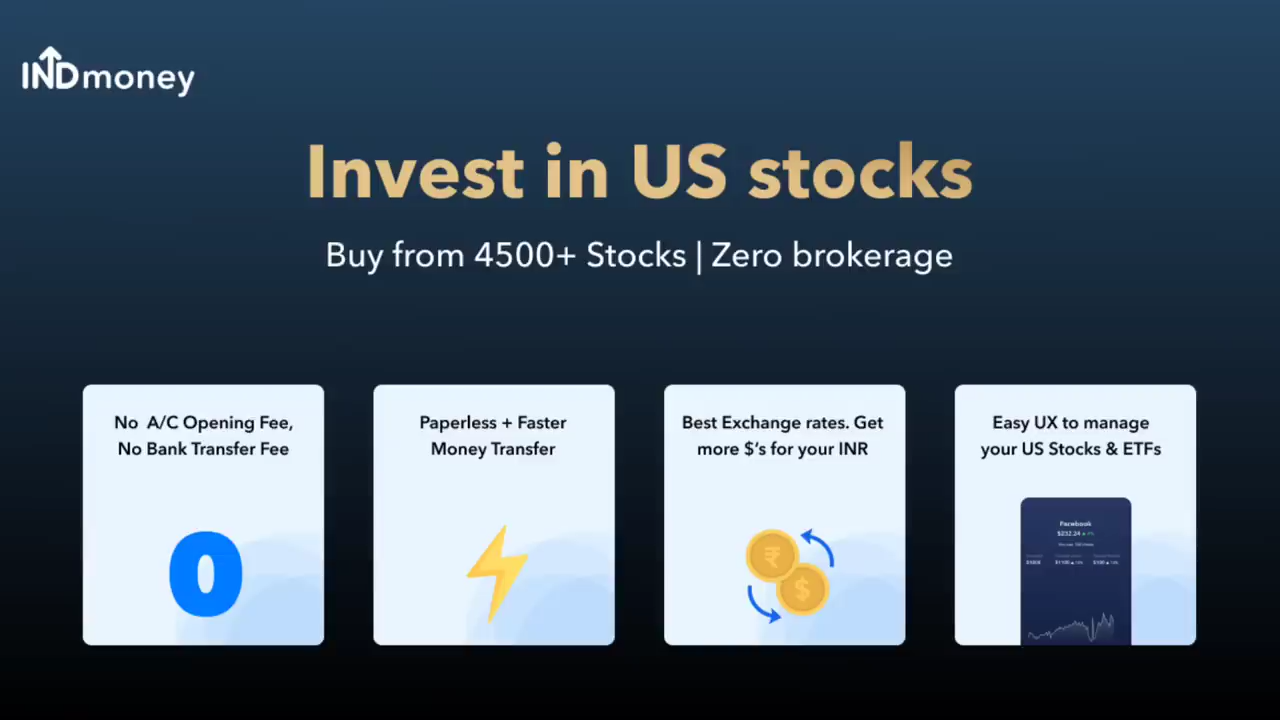 INDmoney
Invest in US stocks
Buy from 4500+ Stocks | Zero brokerage
No A/C Opening Fee,
No Bank Transfer Fee
0
Paperless + Faster
Money Transfer
Best Exchange rates. Get
more $'s for your INR
₹
$
Easy UX to manage
your US Stocks & ETFs
Facebook
$232.24